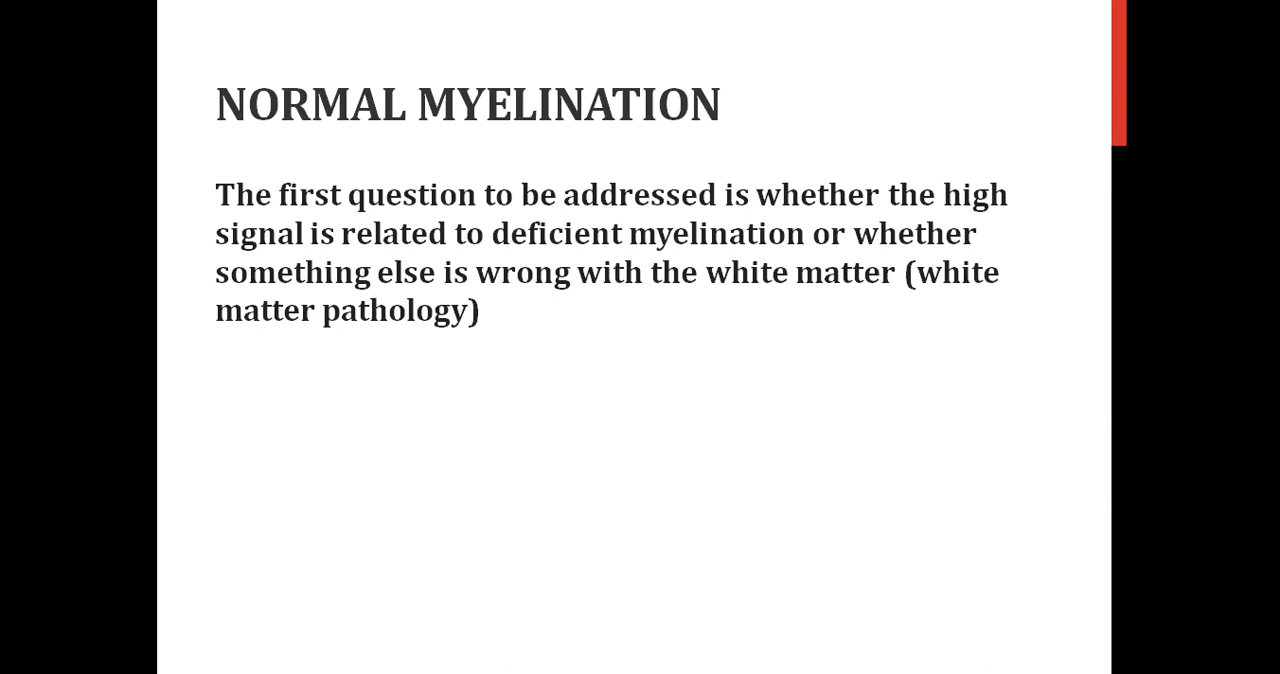 NORMAL MYELINATION
The first question to be addressed is whether the high
signal is related to deficient myelination or whether
something else is wrong with the white matter (white
matter pathology)